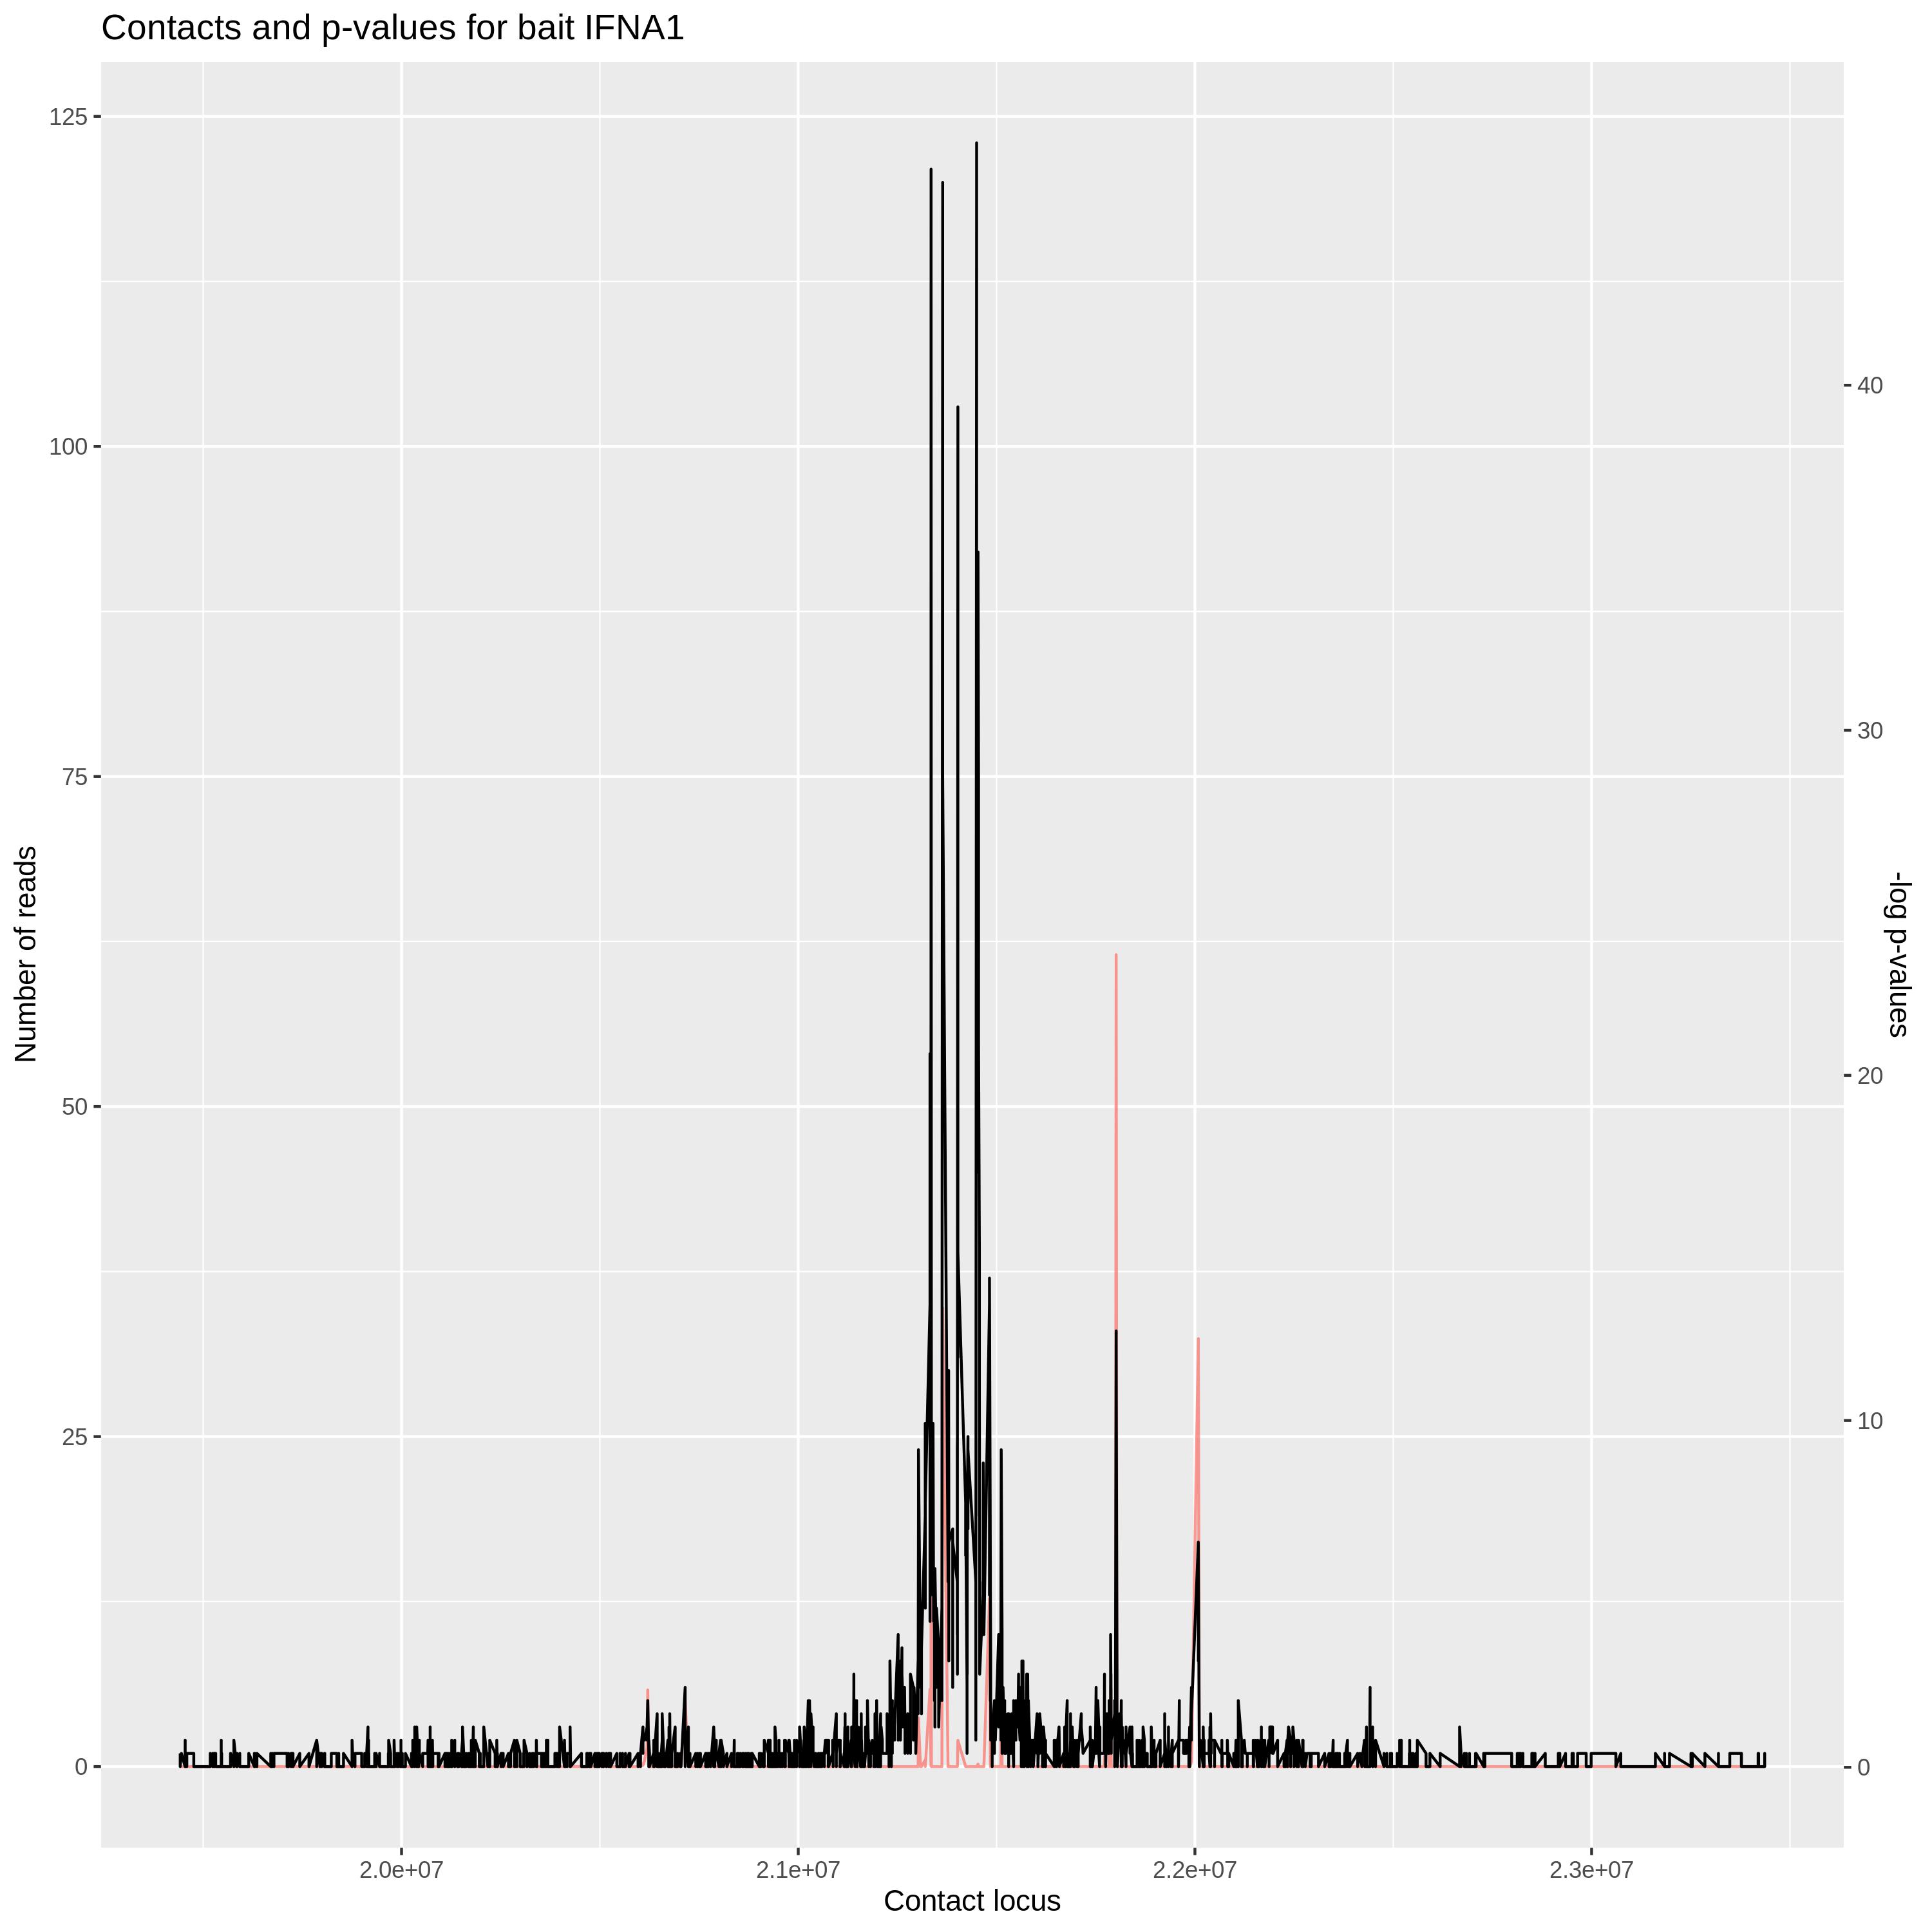 Contacts and p-values for bait IFNA1
125
100
75
50
25
0
Number of reads
40
30
20
10
0
-log p-values
2.0e+07
2.1e+07
2.2e+07
2.3e+07
Contact locus